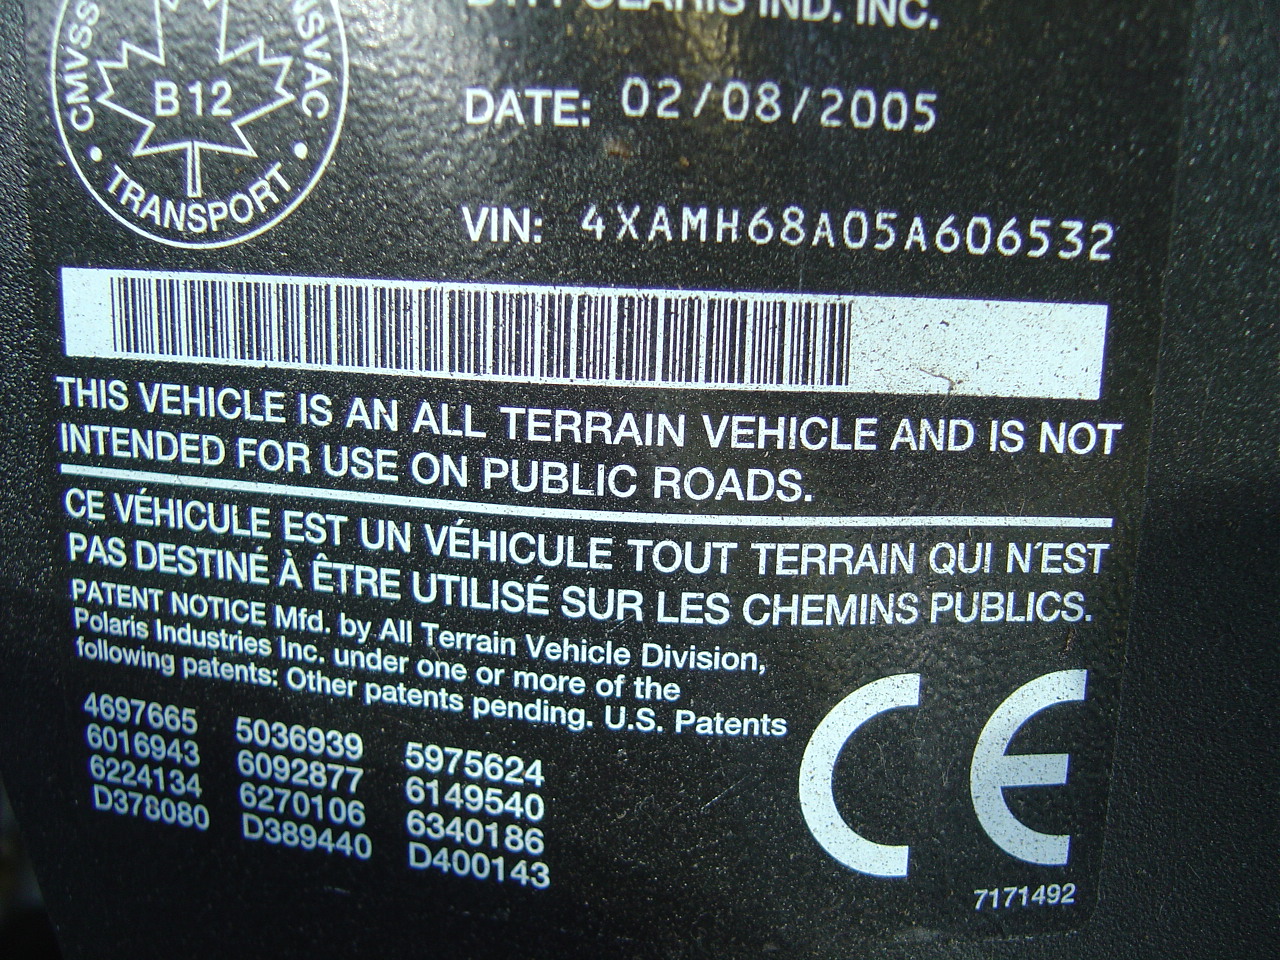 POLARIS IND. INC.
CMVSS NSVAC
B12
TRANSPORT
DATE: 02/08/2005
VIN: 4XAMH68A05A606532
THIS VEHICLE IS AN ALL TERRAIN VEHICLE AND IS NOT
INTENDED FOR USE ON PUBLIC ROADS.
CE VÉHICULE EST UN VÉHICULE TOUT TERRAIN QUI N'EST
PAS DESTINÉ À ÊTRE UTILISÉ SUR LES CHEMINS PUBLICS.
PATENT NOTICE Mfd. by All Terrain Vehicle Division,
Polaris Industries Inc. under one or more of the
following patents: Other patents pending. U.S. Patents
4697665 5036939 5975624
6016943 6092877 6149540
6224134 6270106 6340186
D378080 D389440 D400143
CE
7171492